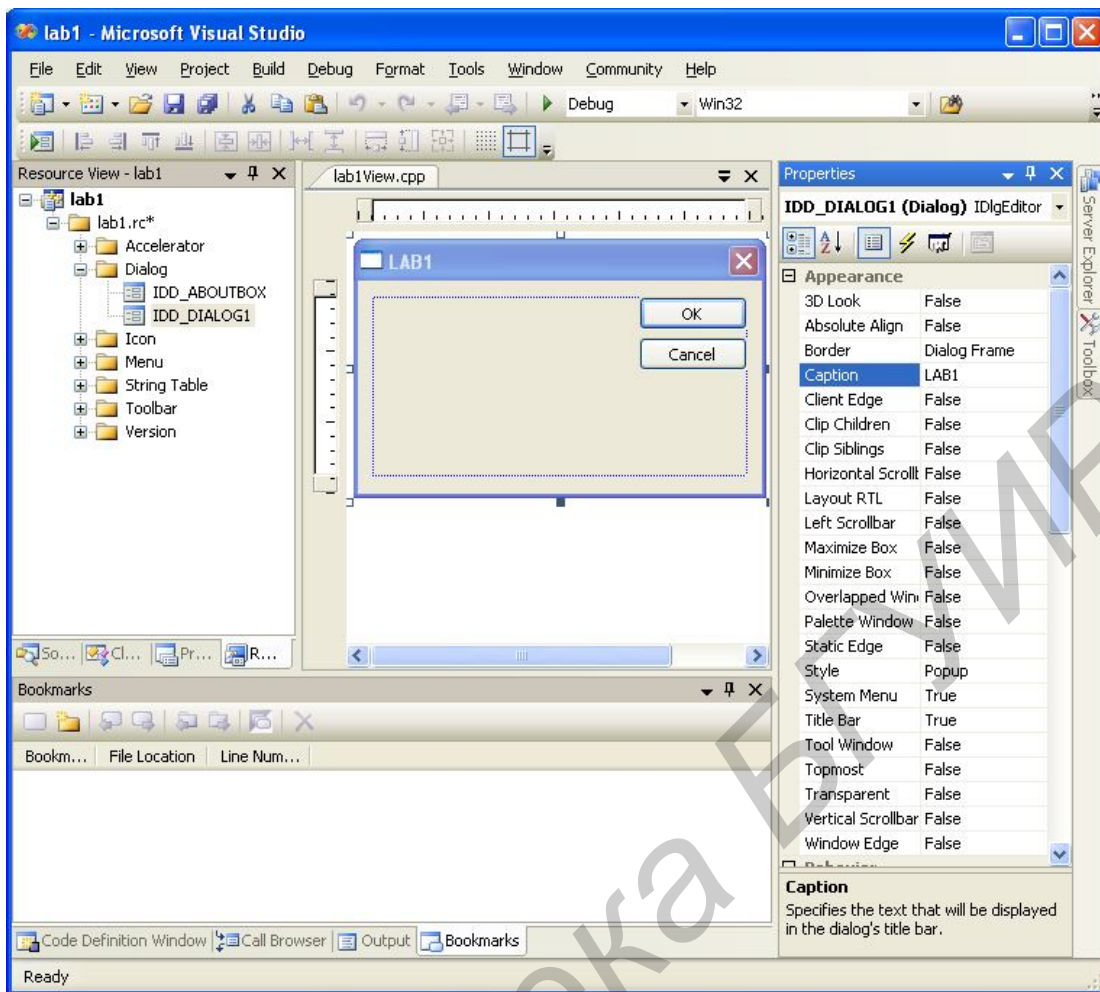 lab1 - Microsoft Visual Studio
File Edit View Project Build Debug Format Tools Window Community Help
Debug Win32
Resource View - lab1
lab1
lab1.rc*
Accelerator
Dialog
IDD_ABOUTBOX
IDD_DIALOG1
Icon
Menu
String Table
Toolbar
Version
So... Cl... Pr... R...
lab1View.cpp
LAB1
OK
Cancel
Properties
IDD_DIALOG1 (Dialog) IDlgEditor
Appearance
3D Look False
Absolute Align False
Border Dialog Frame
Caption LAB1
Client Edge False
Clip Children False
Clip Siblings False
Horizontal Scrollt False
Layout RTL False
Left Scrollbar False
Maximize Box False
Minimize Box False
Overlapped Win False
Palette Window False
Static Edge False
Style Popup
System Menu True
Title Bar True
Tool Window False
Topmost False
Transparent False
Vertical Scrollbar False
Window Edge False
Behavior
Caption
Specifies the text that will be displayed
in the dialog's title bar.
Server Explorer
Toolbox
Bookmarks
Bookm... File Location Line Num...
Code Definition Window Call Browser Output Bookmarks
Ready
ока БГУИР